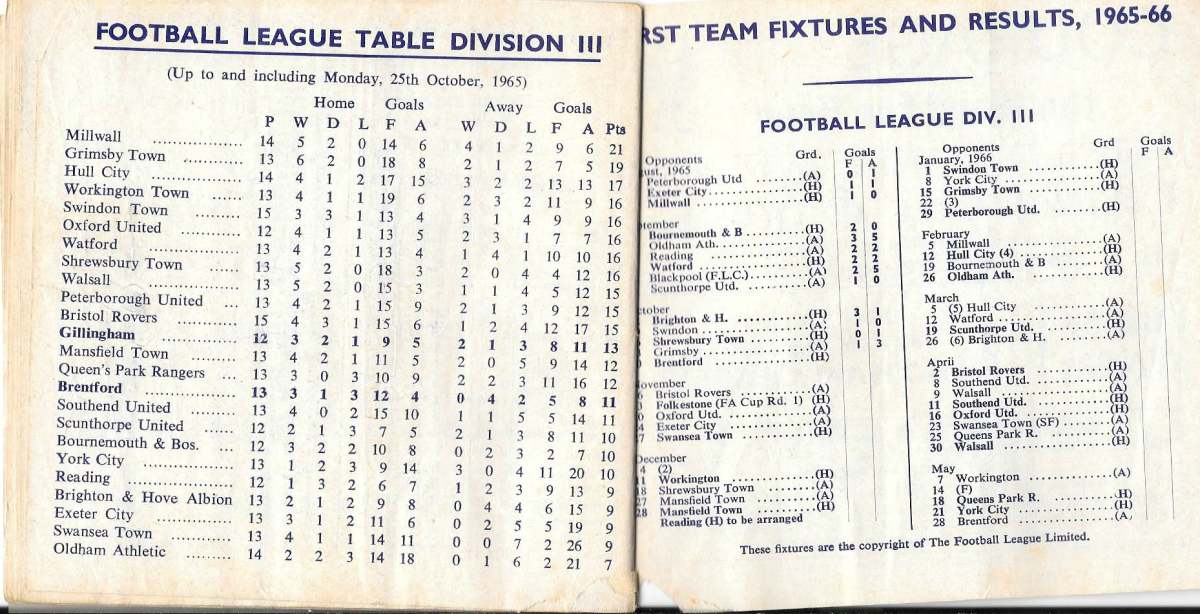 FOOTBALL LEAGUE TABLE DIVISION III
(Up to and including Monday, 25th October, 1965)
Home Goals Away Goals
P W D L F A W D L F A Pts
Millwall ................ 14 5 2 0 14 6 4 1 2 9 6 21
Grimsby Town ............ 13 6 2 0 18 8 2 1 2 7 5 19
Hull City ................ 14 4 1 2 17 15 3 2 2 13 13 17
Workington Town ......... 13 4 1 1 19 6 2 3 2 11 9 16
Swindon Town ......... 15 3 3 1 13 4 3 1 4 9 9 16
Oxford United ......... 12 4 1 1 13 5 2 3 1 7 7 16
Watford ................ 13 4 2 1 13 4 1 4 1 10 10 16
Shrewsbury Town ...... 13 5 2 0 18 3 2 0 4 4 12 16
Walsall ................ 13 5 2 0 15 3 1 1 4 5 12 15
Peterborough United ... 13 4 2 1 15 9 2 1 3 9 12 15
Bristol Rovers ......... 15 4 3 1 15 6 1 2 4 12 17 15
Gillingham ............ 12 3 2 1 9 5 2 1 3 8 11 13
Mansfield Town ......... 13 4 2 1 11 5 2 0 5 9 14 12
Queen's Park Rangers ... 13 3 0 3 10 9 2 2 3 11 16 12
Brentford ............... 13 3 1 3 12 4 0 4 2 5 8 11
Southend United ......... 13 4 0 2 15 10 1 1 5 5 14 11
Scunthorpe United ...... 12 2 1 3 7 5 2 1 3 8 11 10
Bournemouth & Bos. ... 12 3 2 2 10 8 0 2 3 2 7 10
York City ............... 13 1 2 3 9 14 3 0 4 11 20 10
Reading ................ 12 1 3 2 6 7 1 2 3 9 13 9
Brighton & Hove Albion 13 2 1 2 9 8 0 4 4 6 15 9
Exeter City ............... 13 3 1 2 11 6 0 2 5 5 19 9
Swansea Town ............ 13 4 1 1 14 11 0 0 7 2 26 9
Oldham Athletic ......... 14 2 2 3 14 18 0 1 6 2 21 7
RST TEAM FIXTURES AND RESULTS, 1965-66
FOOTBALL LEAGUE DIV. III
Opponents Grd. Goals
F A
ust, 1965
Peterborough Utd ......(A) 0 1
Exeter City...............(H) 1 1
Millwall ..................(H) 1 0
tember
Bournemouth & B .........(H) 2 0
Oldham Ath. ...............(A) 3 5
Reading ..................(A) 2 2
Watford ..................(H) 2 2
Blackpool (F.L.C.).........(A) 2 5
Scunthorpe Utd. .........(A) 1 0
ctober
Brighton & H. ............(H) 3 1
Swindon ..................(A) 1 0
Shrewsbury Town .........(H) 0 1
Grimsby ..................(A) 1 3
Brentford ..................(H)
ovember
Bristol Rovers ............(A)
Folkestone (FA Cup Rd. 1) (H)
Oxford Utd. ...............(A)
Exeter City ...............(A)
7 Swansea Town ............(H)
December
4 (2)
1 Workington ...............(H)
18 Shrewsbury Town .........(A)
27 Mansfield Town .........(A)
28 Mansfield Town .........(H)
Reading (H) to be arranged
Opponents Grd Goals
F A
January, 1966
1 Swindon Town ............(H)
8 York City ...............(A)
15 Grimsby Town ............(H)
22 (3)
29 Peterborough Utd. .........(H)
February
5 Millwall ..................(A)
12 Hull City (4) ............(H)
19 Bournemouth & B .........(A)
26 Oldham Ath. ............(H)
March
5 (5) Hull City ............(A)
12 Watford ..................(A)
19 Scunthorpe Utd. .........(H)
26 (6) Brighton & H. .........(A)
April
2 Bristol Rovers ............(H)
8 Southend Utd. ............(A)
9 Walsall ..................(A)
11 Southend Utd. ............(H)
16 Oxford Utd. ...............(H)
23 Swansea Town (SF) .........(A)
25 Queens Park R. ............(A)
30 Walsall ..................(H)
May
7 Workington ...............(A)
14 (F)
18 Queens Park R. ............(H)
21 York City ...............(H)
28 Brentford ...............(A)
These fixtures are the copyright of The Football League Limited.